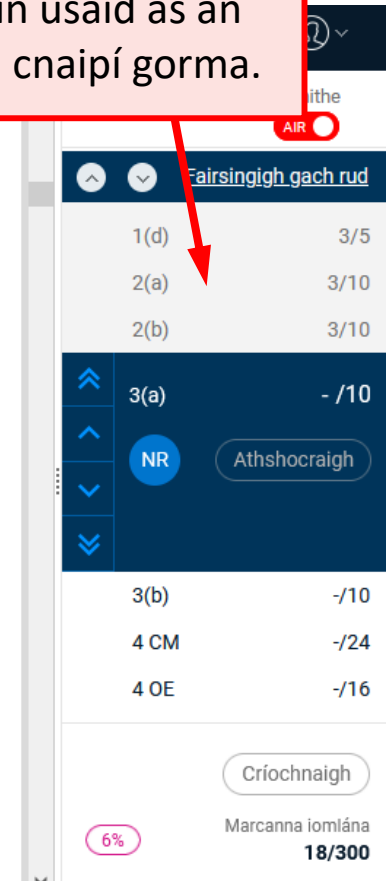 úsáid as an
cnaipí gorma.
AIR
Fairsingigh gach rud
1(d) 3/5
2(a) 3/10
2(b) 3/10
3(a) - /10
NR Athshocraigh
3(b) -/10
4 CM -/24
4 OE -/16
Críochnaigh
6% Marcanna iomlána
18/300